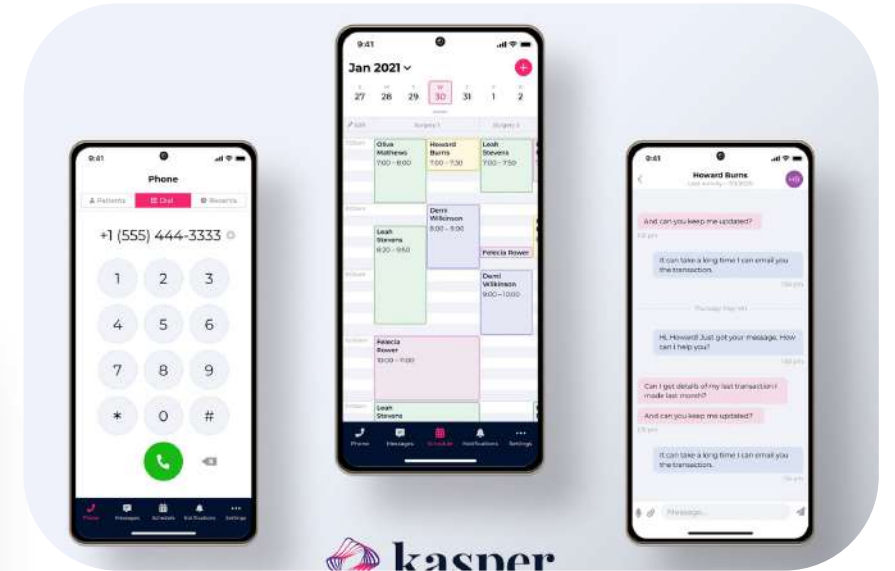 9:41
Phone
Patients
Dial
Recents
+1 (555) 444-3333
1 2 3
4 5 6
7 8 9
* 0 #
Phone Messages Schedule Notifications Settings
9:41
Jan 2021
27 28 29 30 31 1 2
Edit Surgery 1 Surgery 2
Oliva Mathews
7:00 - 8:00
Howard Burns
7:00 - 7:30
Leah Stevens
7:00 - 7:50
Demi Wilkinson
8:00 - 9:00
Leah Stevens
8:20 - 9:50
Felecia Rower
Demi Wilkinson
9:00 - 10:00
Felecia Rower
10:00 - 11:00
Leah Stevens
Phone Messages Schedule Notifications Settings
9:41
Howard Burns
HB
And can you keep me updated?
It can take a long time I can email you
the transaction.
Hi, Howard! Just got your message. How
can I help you?
Can I get details of my last transaction I
made last month?
And can you keep me updated?
It can take a long time I can email you
the transaction.
Message...
kasper